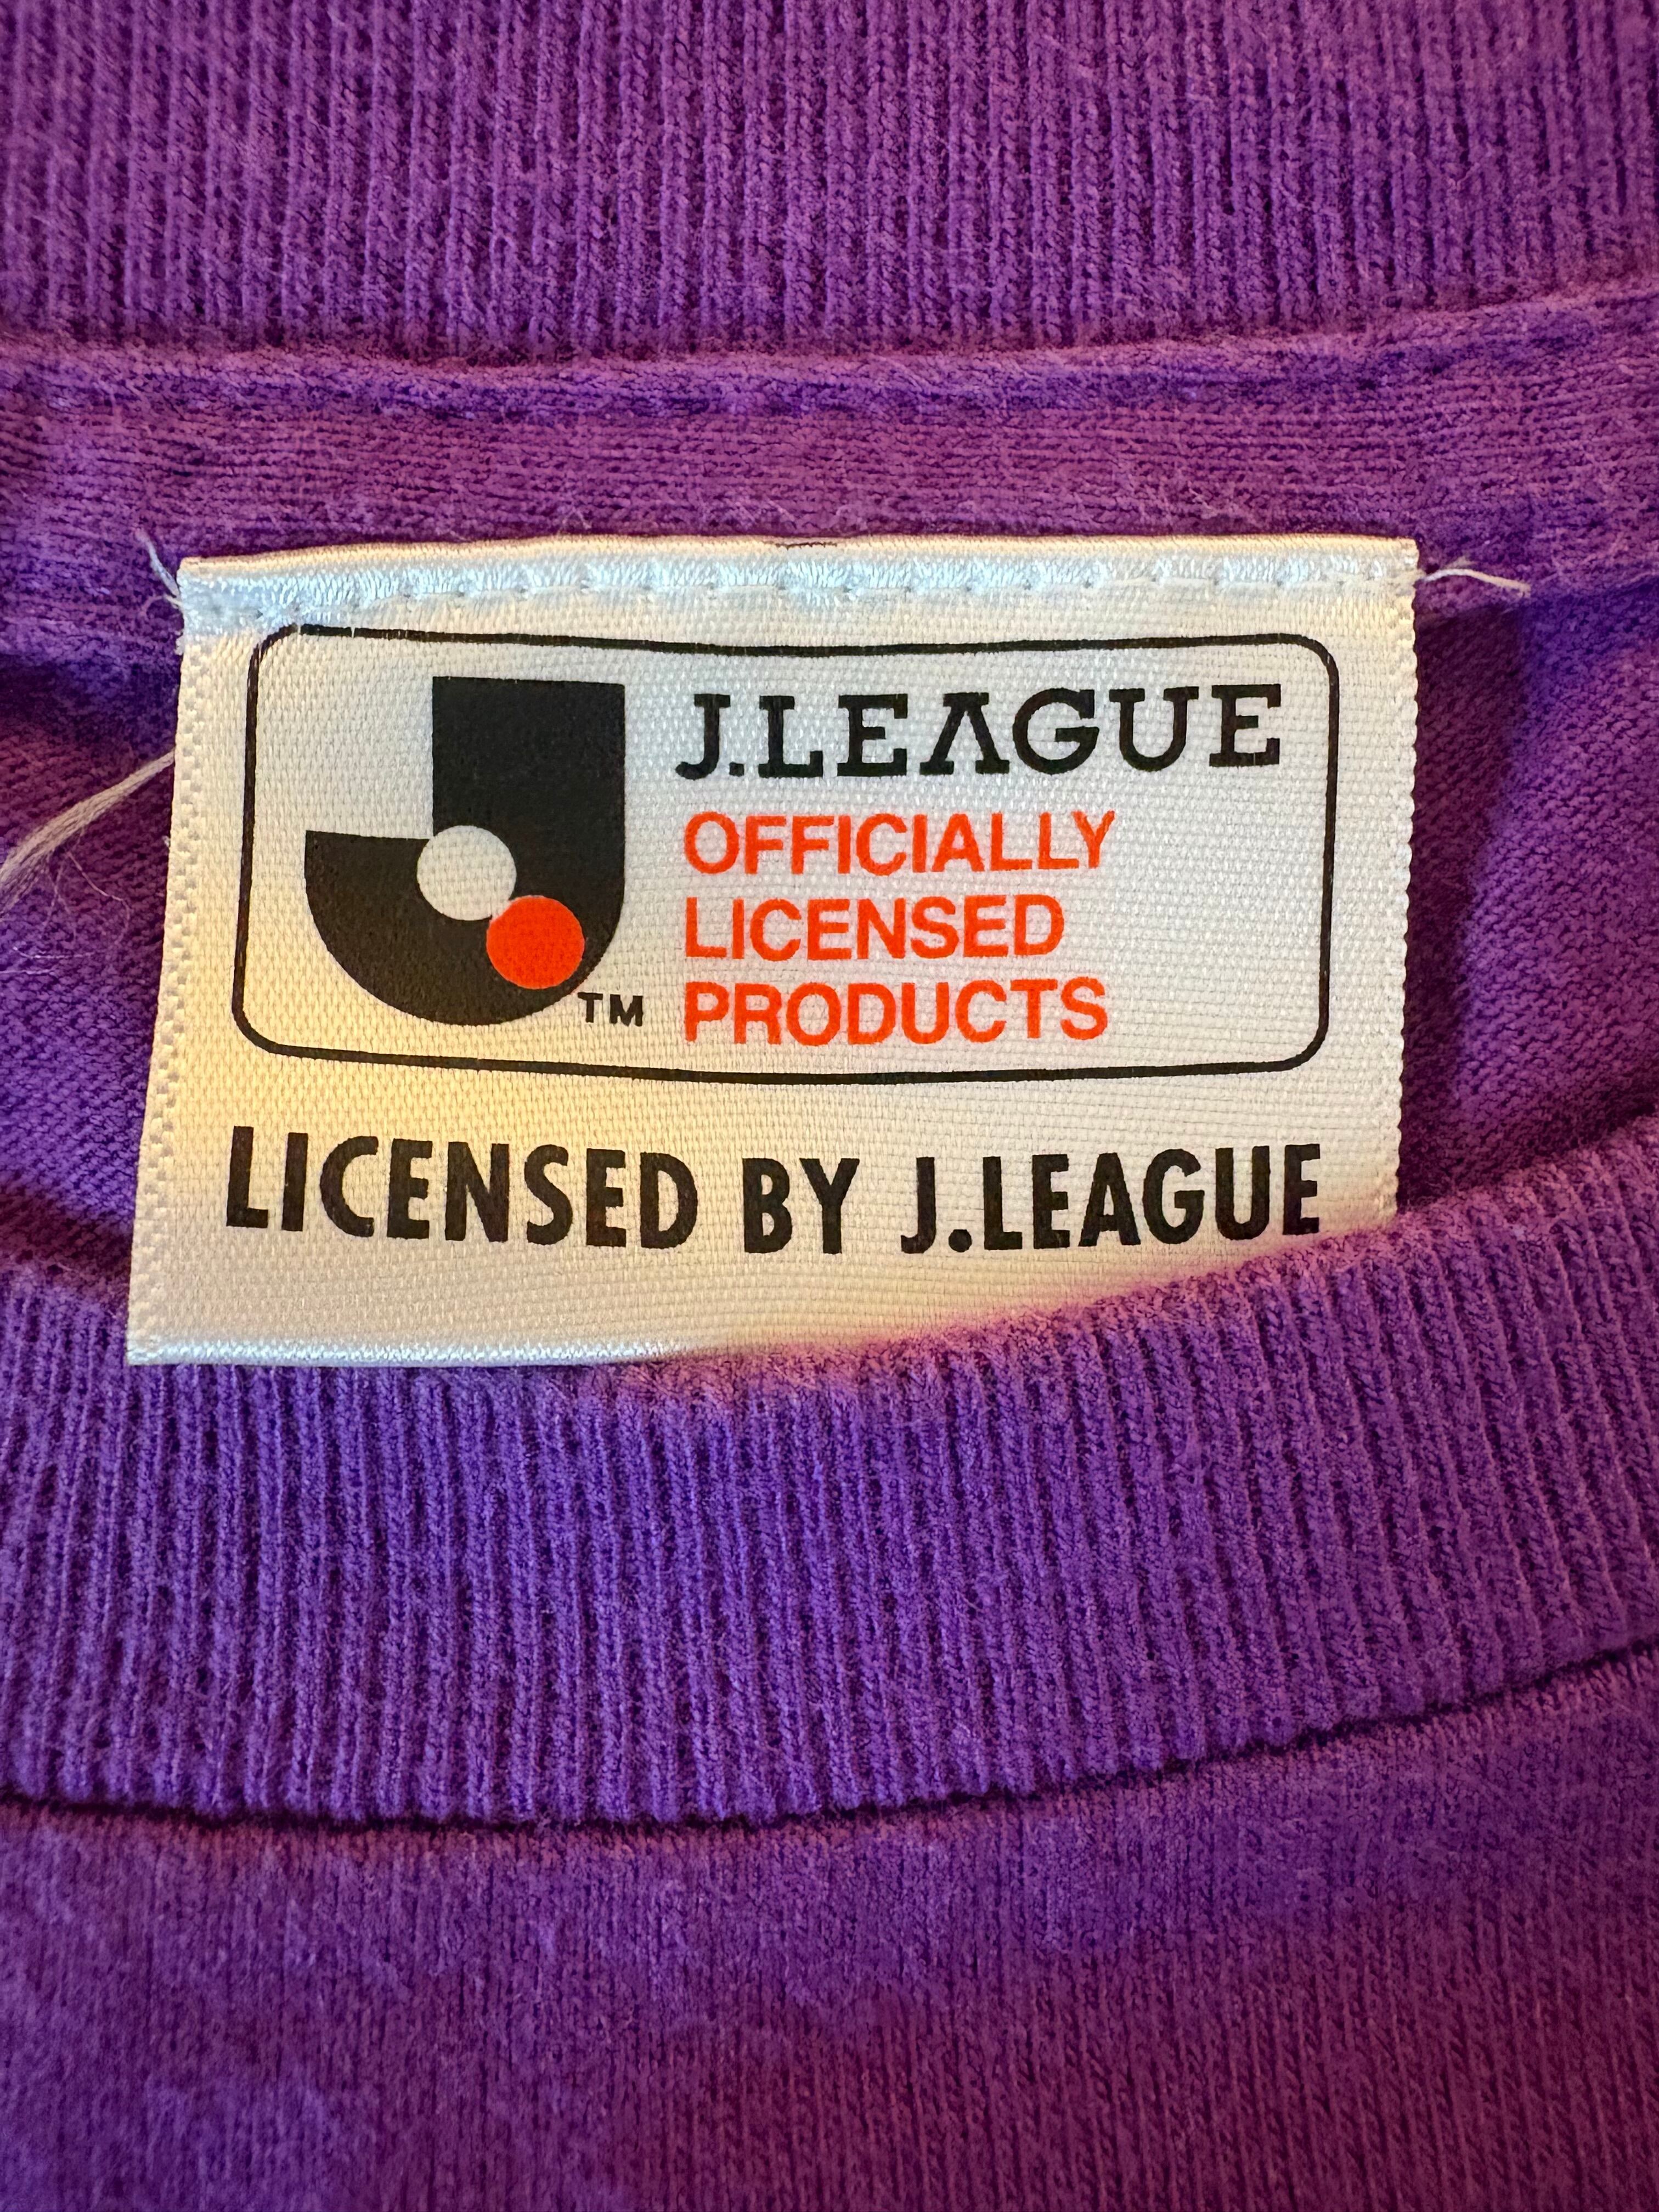 J.LEAGUE
OFFICIALLY
LICENSED
PRODUCTS
TM
LICENSED BY J.LEAGUE